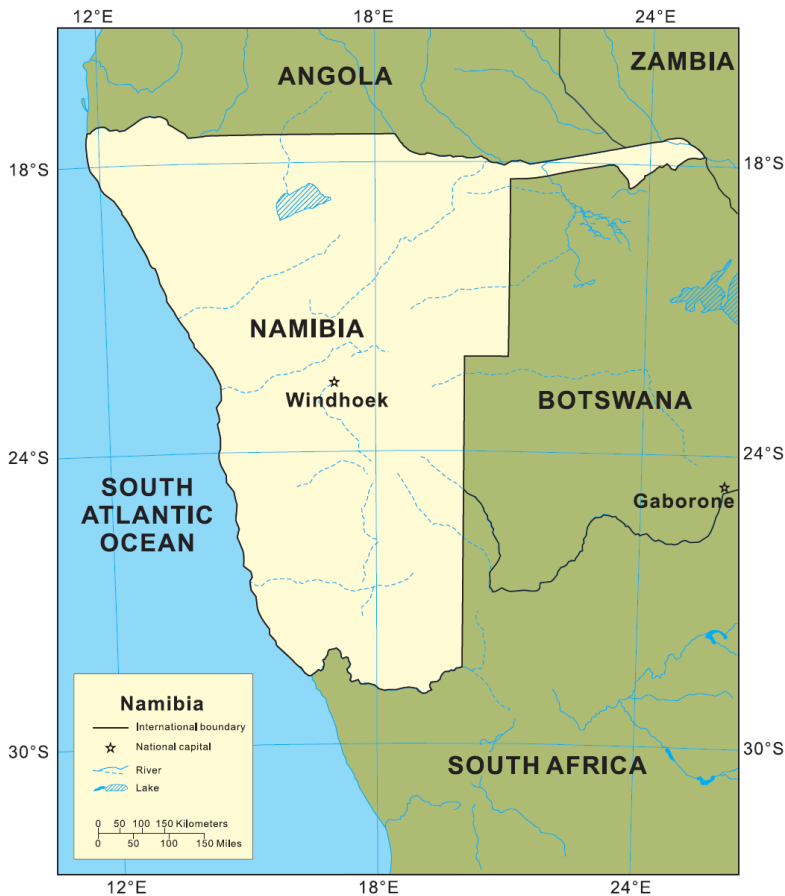 12°E 18°E 24°E
ANGOLA
ZAMBIA
18°S
18°S
NAMIBIA
Windhoek
BOTSWANA
24°S
24°S
SOUTH
ATLANTIC
OCEAN
Gaborone
Namibia
International boundary
National capital
River
Lake
0 50 100 150 Kilometers
0 50 100 150 Miles
30°S
30°S
SOUTH AFRICA
12°E 18°E 24°E